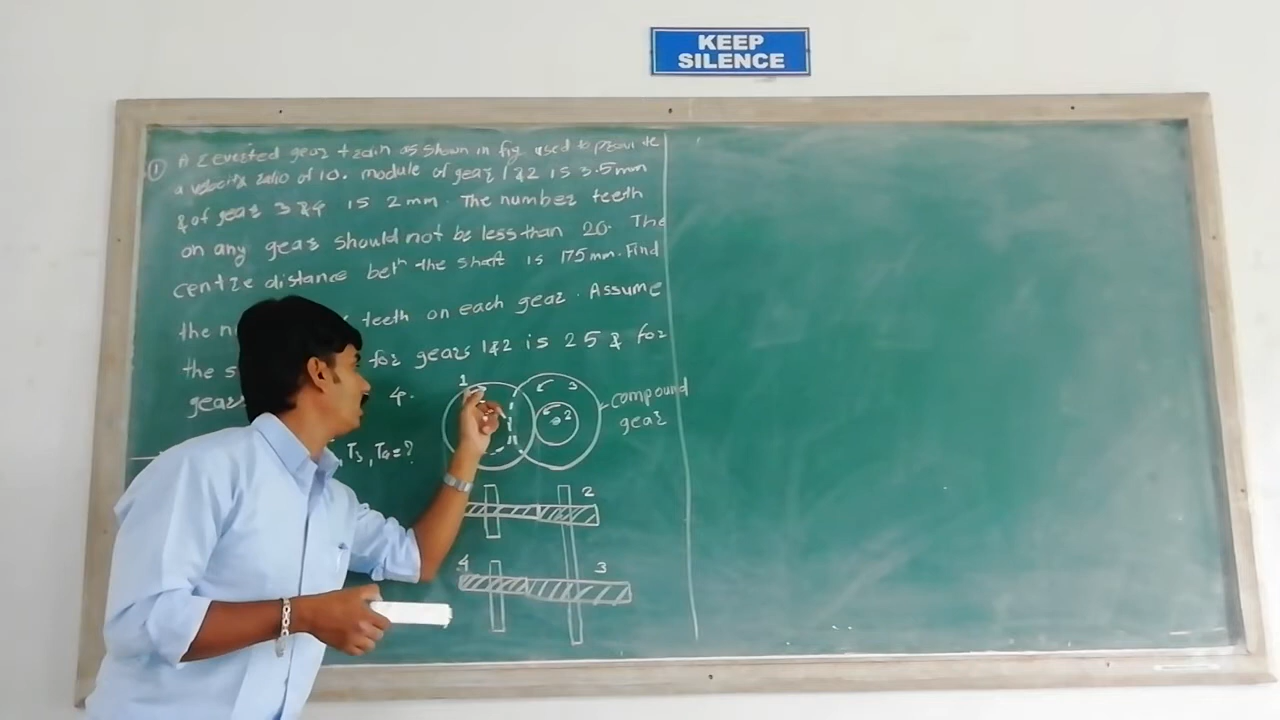 KEEP
SILENCE
① A reverted gear train as shown in fig used to provide
a velocity ratio of 10. module of gear 1 & 2 is 3.5mm
& of gear 3 & 4 is 2mm. The number teeth
on any gear should not be less than 20. The
centre distance betn the shaft is 175mm. Find
the teeth on each gear. Assume
the for gears 1&2 is 25 & for
gears 4.
, T3, T4=?
1
3
2
compound
gear
2
4
3